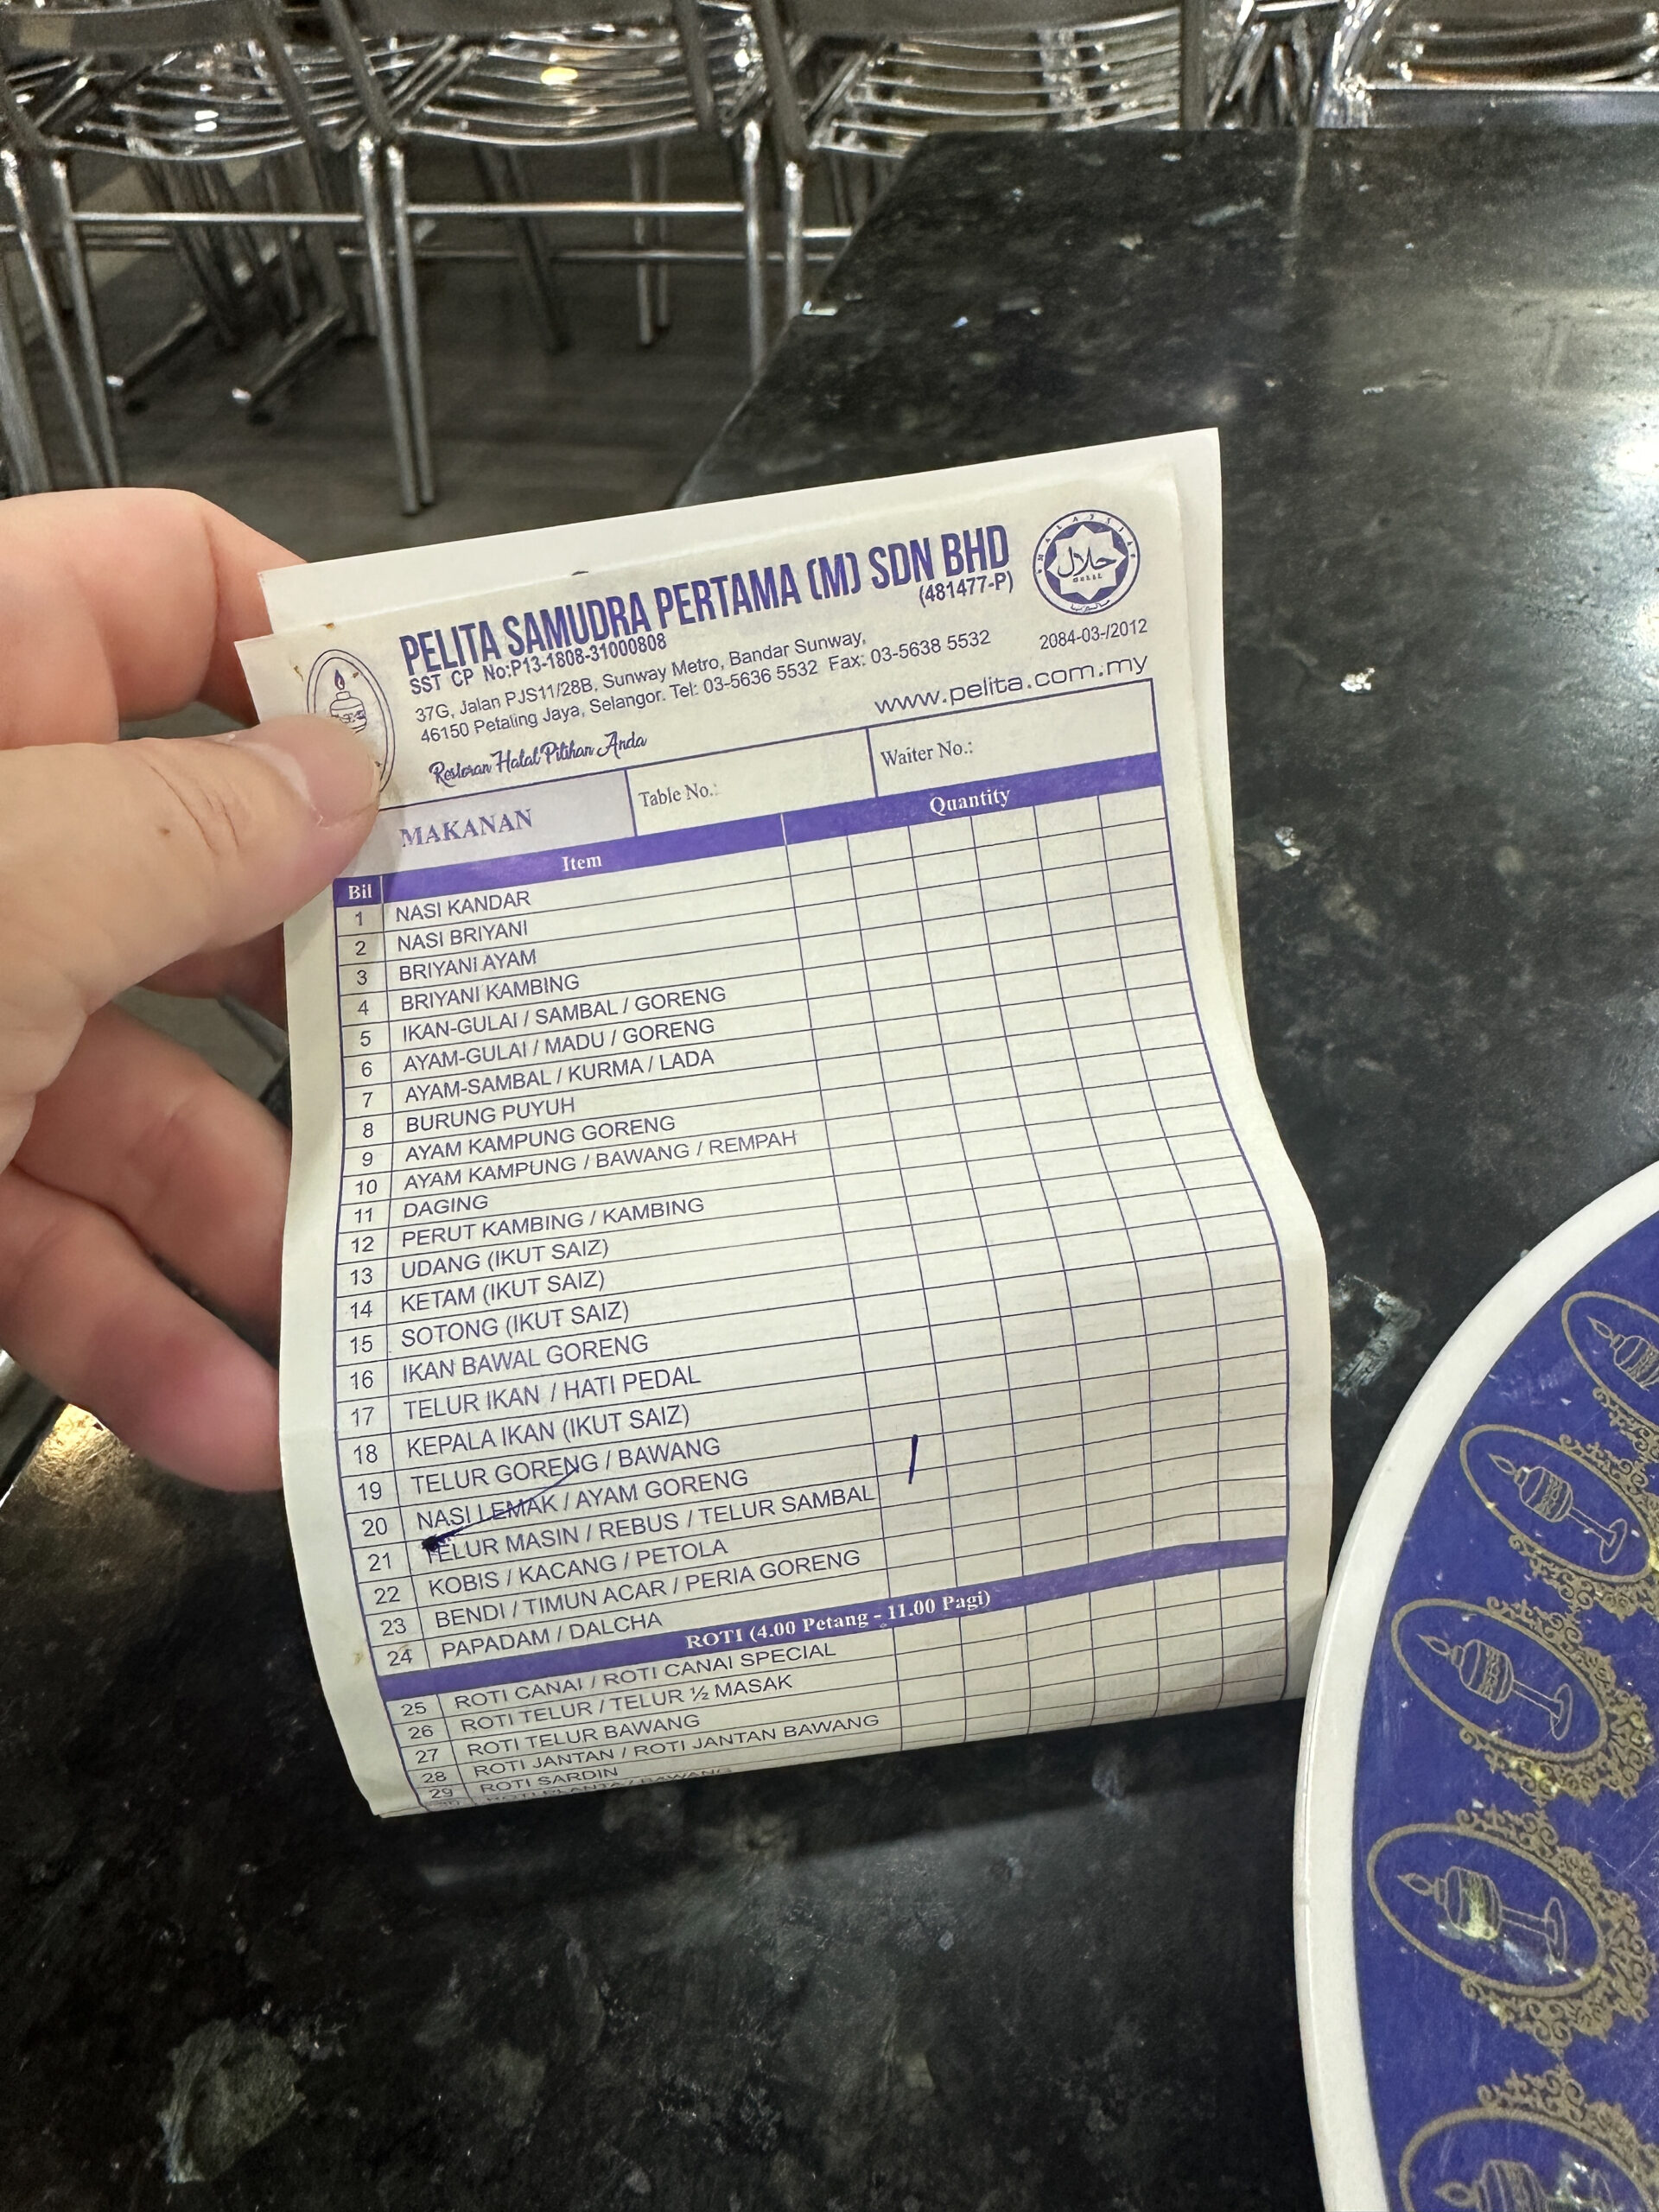 PELITA SAMUDRA PERTAMA (M) SDN BHD
(481477-P)
SST CP No:P13-1808-31000808
37G, Jalan PJS11/28B, Sunway Metro, Bandar Sunway,
46150 Petaling Jaya, Selangor. Tel: 03-5636 5532 Fax: 03-5638 5532
2084-03-/2012
www.pelita.com.my
Restoran Halal Pilihan Anda
حلال
HALAL
MAKANAN
Table No.:
Waiter No.:
Bil Item Quantity
1 NASI KANDAR
2 NASI BRIYANI
3 BRIYANI AYAM
4 BRIYANI KAMBING
5 IKAN-GULAI / SAMBAL / GORENG
6 AYAM-GULAI / MADU / GORENG
7 AYAM-SAMBAL / KURMA / LADA
8 BURUNG PUYUH
9 AYAM KAMPUNG GORENG
10 AYAM KAMPUNG / BAWANG / REMPAH
11 DAGING
12 PERUT KAMBING / KAMBING
13 UDANG (IKUT SAIZ)
14 KETAM (IKUT SAIZ)
15 SOTONG (IKUT SAIZ)
16 IKAN BAWAL GORENG
17 TELUR IKAN / HATI PEDAL
18 KEPALA IKAN (IKUT SAIZ)
19 TELUR GORENG / BAWANG
20 NASI LEMAK / AYAM GORENG /
21 TELUR MASIN / REBUS / TELUR SAMBAL
22 KOBIS / KACANG / PETOLA
23 BENDI / TIMUN ACAR / PERIA GORENG
24 PAPADAM / DALCHA
ROTI (4.00 Petang - 11.00 Pagi)
25 ROTI CANAI / ROTI CANAI SPECIAL
26 ROTI TELUR / TELUR ½ MASAK
27 ROTI TELUR BAWANG
28 ROTI JANTAN / ROTI JANTAN BAWANG
29 ROTI SARDIN
ROTI PLANTA / BAWANG